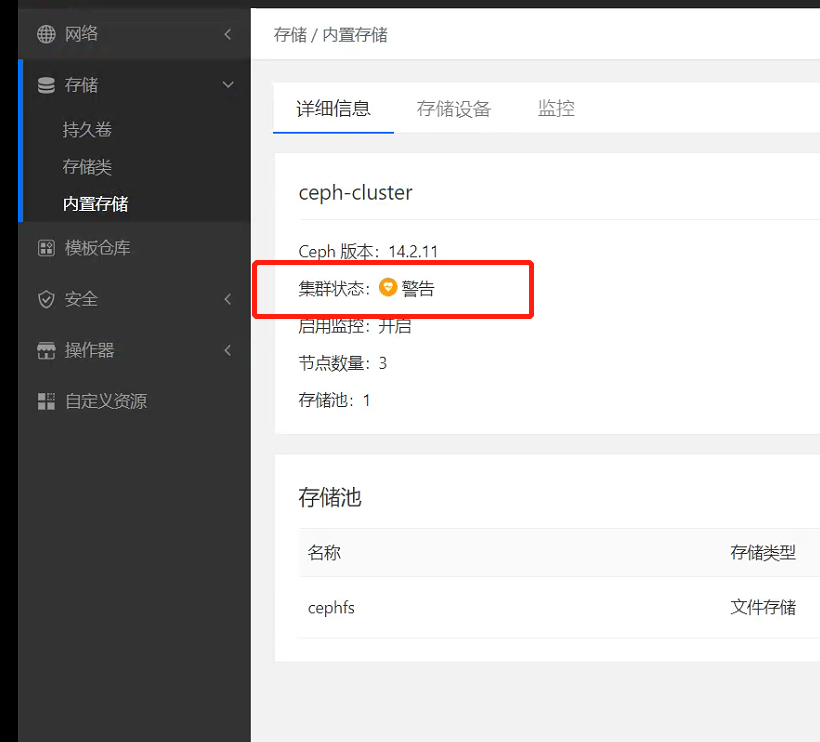 网络
存储
持久卷
存储类
内置存储
模板仓库
安全
操作器
自定义资源
存储 / 内置存储
详细信息 存储设备 监控
ceph-cluster
Ceph 版本：14.2.11
集群状态： 警告
启用监控：开启
节点数量：3
存储池：1
存储池
名称 存储类型
cephfs 文件存储